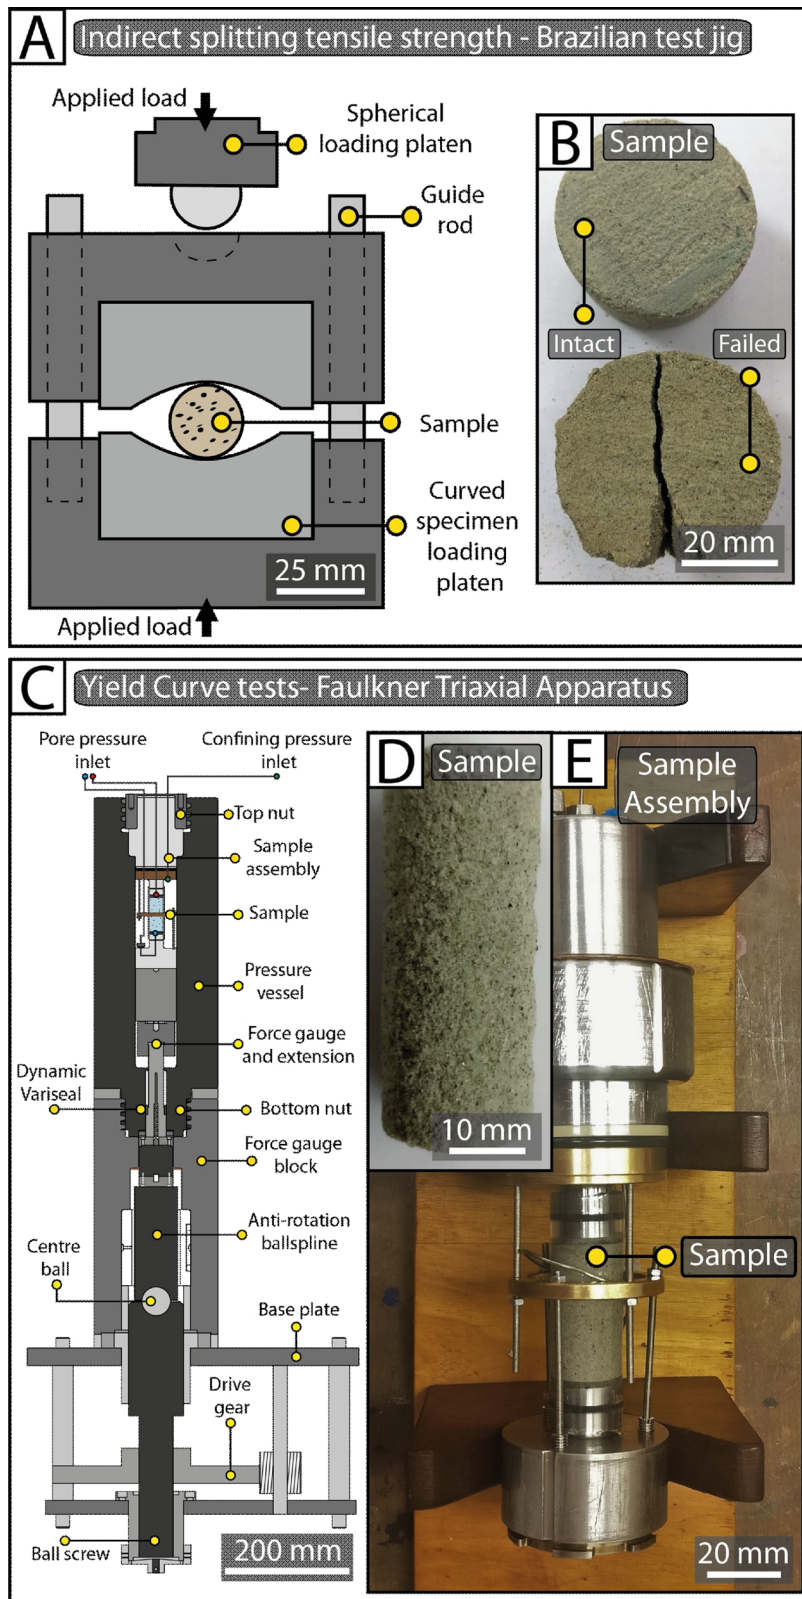 A
Indirect splitting tensile strength - Brazilian test jig
Applied load
Spherical
loading platen
Guide
rod
Sample
Curved
specimen
loading
platen
25 mm
Applied load
B
Sample
Intact
Failed
20 mm
C
Yield Curve tests- Faulkner Triaxial Apparatus
Pore pressure
inlet
Confining pressure
inlet
Top nut
Sample
assembly
Sample
Pressure
vessel
Force gauge
and extension
Dynamic
Variseal
Bottom nut
Force gauge
block
Anti-rotation
ballspline
Centre
ball
Base plate
Drive
gear
Ball screw
200 mm
D
Sample
10 mm
E
Sample
Assembly
Sample
20 mm